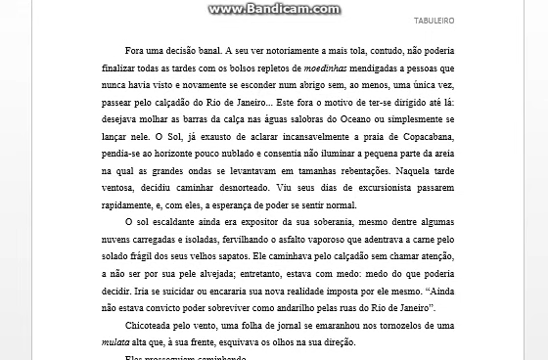 www.Bandicam.com
TABULEIRO
Fora uma decisão banal. A seu ver notoriamente a mais tola, contudo, não poderia
finalizar todas as tardes com os bolsos repletos de moedinhas mendigadas a pessoas que
nunca havia visto e novamente se esconder num abrigo sem, ao menos, uma única vez,
passear pelo calçadão do Rio de Janeiro... Este fora o motivo de ter-se dirigido até lá:
desejava molhar as barras da calça nas águas salobras do Oceano ou simplesmente se
lançar nele. O Sol, já exausto de aclarar incansavelmente a praia de Copacabana,
pendia-se ao horizonte pouco nublado e consentia não iluminar a pequena parte da areia
na qual as grandes ondas se levantavam em tamanhas rebentações. Naquela tarde
ventosa, decidiu caminhar desnorteado. Viu seus dias de excursionista passarem
rapidamente, e, com eles, a esperança de poder se sentir normal.
O sol escaldante ainda era expositor da sua soberania, mesmo dentre algumas
nuvens carregadas e isoladas, fervilhando o asfalto vaporoso que adentrava a carne pelo
solado frágil dos seus velhos sapatos. Ele caminhava pelo calçadão sem chamar atenção,
a não ser por sua pele alvejada; entretanto, estava com medo: medo do que poderia
decidir. Iria se suicidar ou encararia sua nova realidade imposta por ele mesmo. “Ainda
não estava convicto poder sobreviver como andarilho pelas ruas do Rio de Janeiro”.
Chicoteada pelo vento, uma folha de jornal se emaranhou nos tornozelos de uma
mulata alta que, à sua frente, esquivava os olhos na sua direção.
Eles prosseguiam caminhando.